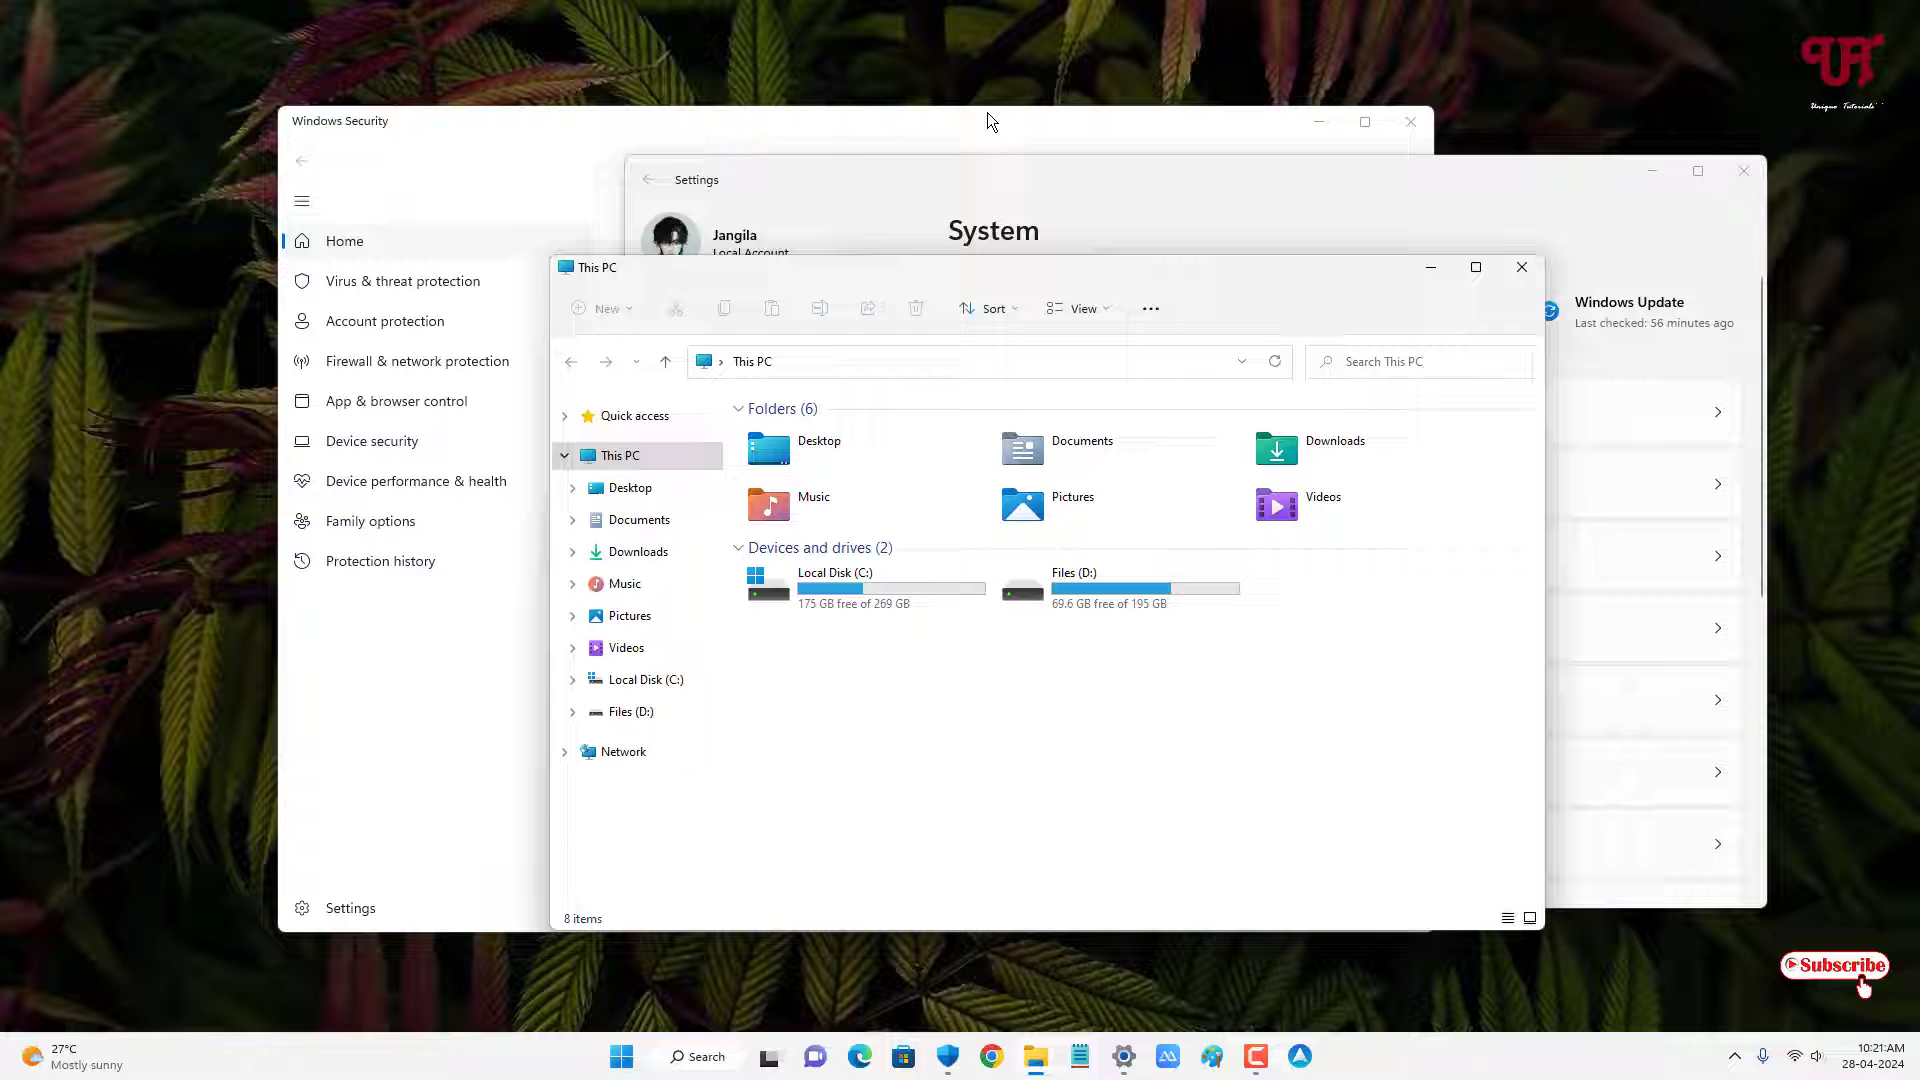 UT
Unique Tutorials
Windows Security
Home
Virus & threat protection
Account protection
Firewall & network protection
App & browser control
Device security
Device performance & health
Family options
Protection history
Settings
Settings
Jangila
Local Account
System
Windows Update
Last checked: 56 minutes ago
This PC
New
Sort
View
This PC
Search This PC
Quick access
This PC
Desktop
Documents
Downloads
Music
Pictures
Videos
Local Disk (C:)
Files (D:)
Network
Folders (6)
Desktop
Documents
Downloads
Music
Pictures
Videos
Devices and drives (2)
Local Disk (C:)
175 GB free of 269 GB
Files (D:)
69.6 GB free of 195 GB
8 items
Subscribe
27°C
Mostly sunny
Search
10:21:AM
28-04-2024